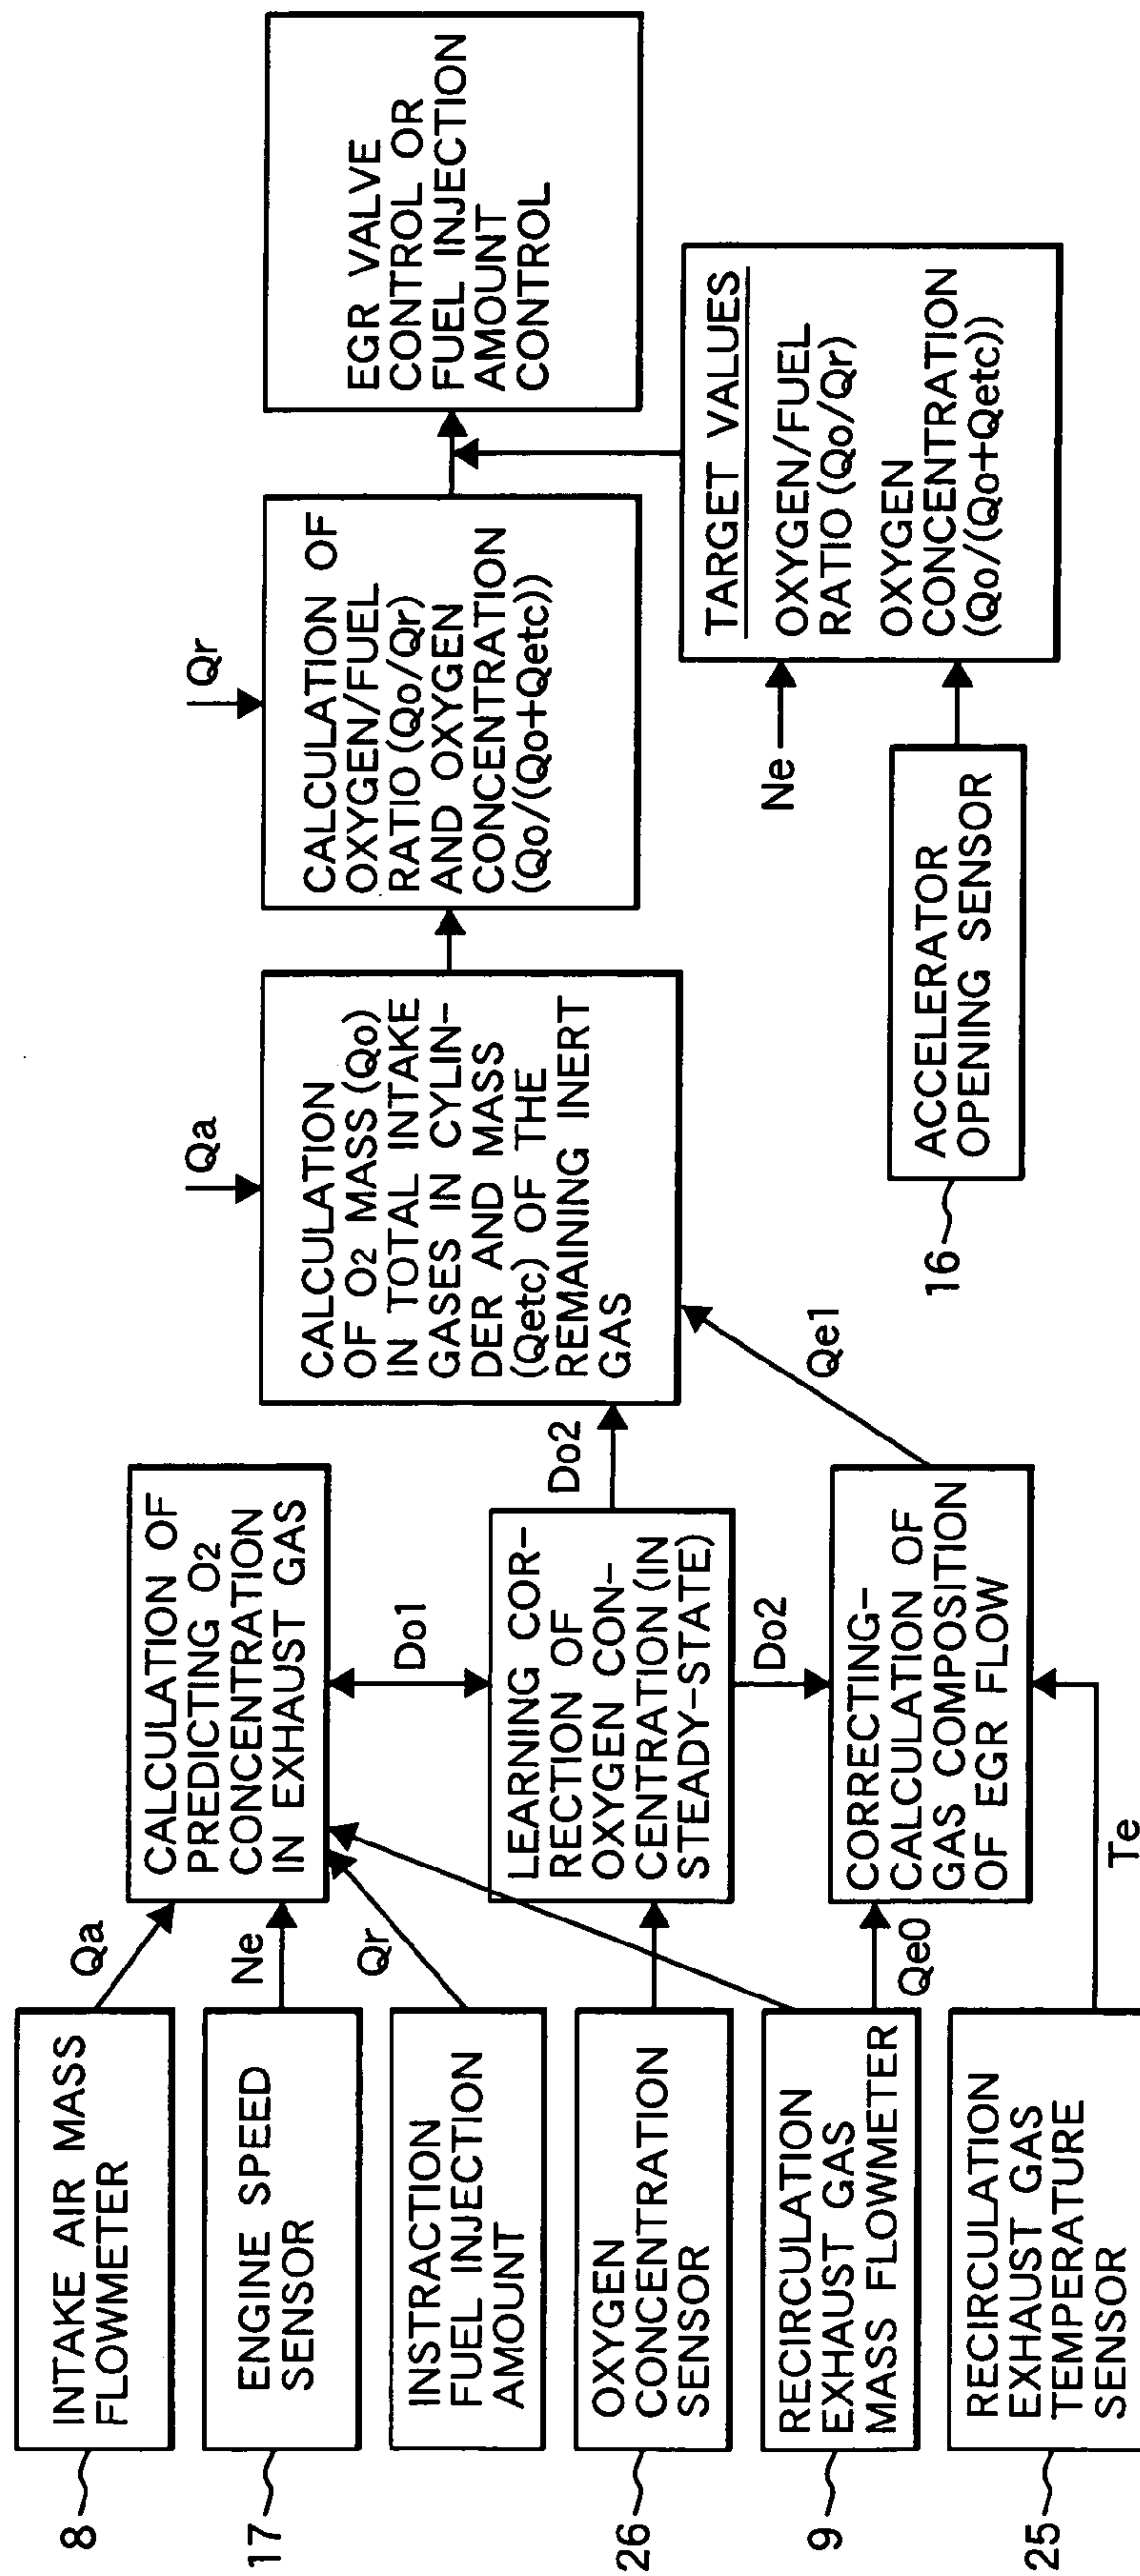 8
INTAKE AIR MASS
FLOWMETER
17
ENGINE SPEED
SENSOR
INSTRACTION
FUEL INJECTION
AMOUNT
26
OXYGEN
CONCENTRATION
SENSOR
9
RECIRCULATION
EXHAUST GAS
MASS FLOWMETER
25
RECIRCULATION
EXHAUST GAS
TEMPERATURE
SENSOR
Qa
Ne
Qr
Qe0
Te
CALCULATION OF
PREDICTING O2
CONCENTRATION
IN EXHAUST GAS
Do1
LEARNING COR-
RECTION OF
OXYGEN CON-
CENTRATION (IN
STEADY-STATE)
Do2
CORRECTING-
CALCULATION OF
GAS COMPOSITION
OF EGR FLOW
Do2
Qe1
Qa
CALCULATION
OF O2 MASS (Qo)
IN TOTAL INTAKE
GASES IN CYLIN-
DER AND MASS
(Qetc) OF THE
REMAINING INERT
GAS
16
ACCELERATOR
OPENING SENSOR
Qr
CALCULATION OF
OXYGEN/FUEL
RATIO (Qo/Qr)
AND OXYGEN
CONCENTRATION
(Qo/(Qo+Qetc))
Ne
TARGET VALUES
OXYGEN/FUEL
RATIO (Qo/Qr)
OXYGEN
CONCENTRATION
(Qo/(Qo+Qetc))
EGR VALVE
CONTROL OR
FUEL INJECTION
AMOUNT
CONTROL